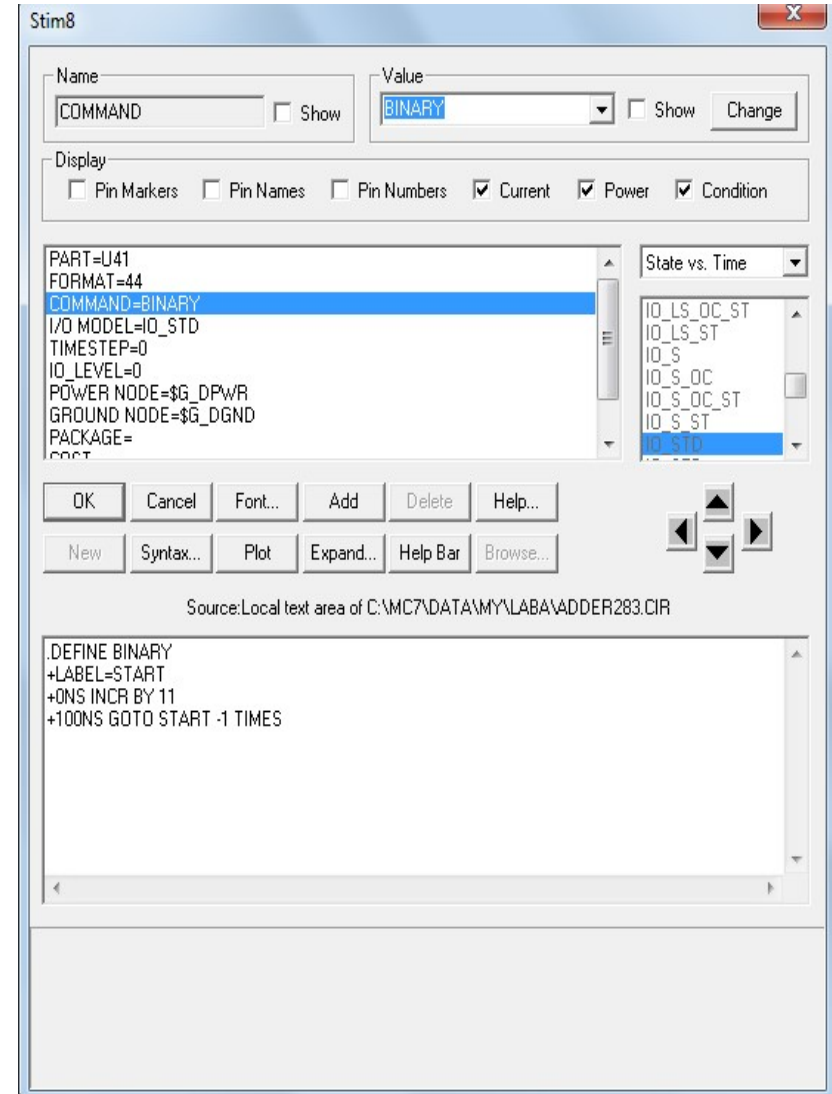 Stim8
Name
COMMAND
Show
Value
BINARY
Show
Change
Display
Pin Markers
Pin Names
Pin Numbers
Current
Power
Condition
PART=U41
FORMAT=44
COMMAND=BINARY
I/O MODEL=IO_STD
TIMESTEP=0
IO_LEVEL=0
POWER NODE=$G_DPWR
GROUND NODE=$G_DGND
PACKAGE=
COST
State vs. Time
IO_LS_OC_ST
IO_LS_ST
IO_S
IO_S_OC
IO_S_OC_ST
IO_S_ST
IO_STD
OK
Cancel
Font...
Add
Delete
Help...
New
Syntax...
Plot
Expand...
Help Bar
Browse...
Source:Local text area of C:\MC7\DATA\MY\LABA\ADDER283.CIR
.DEFINE BINARY
+LABEL=START
+0NS INCR BY 11
+100NS GOTO START -1 TIMES